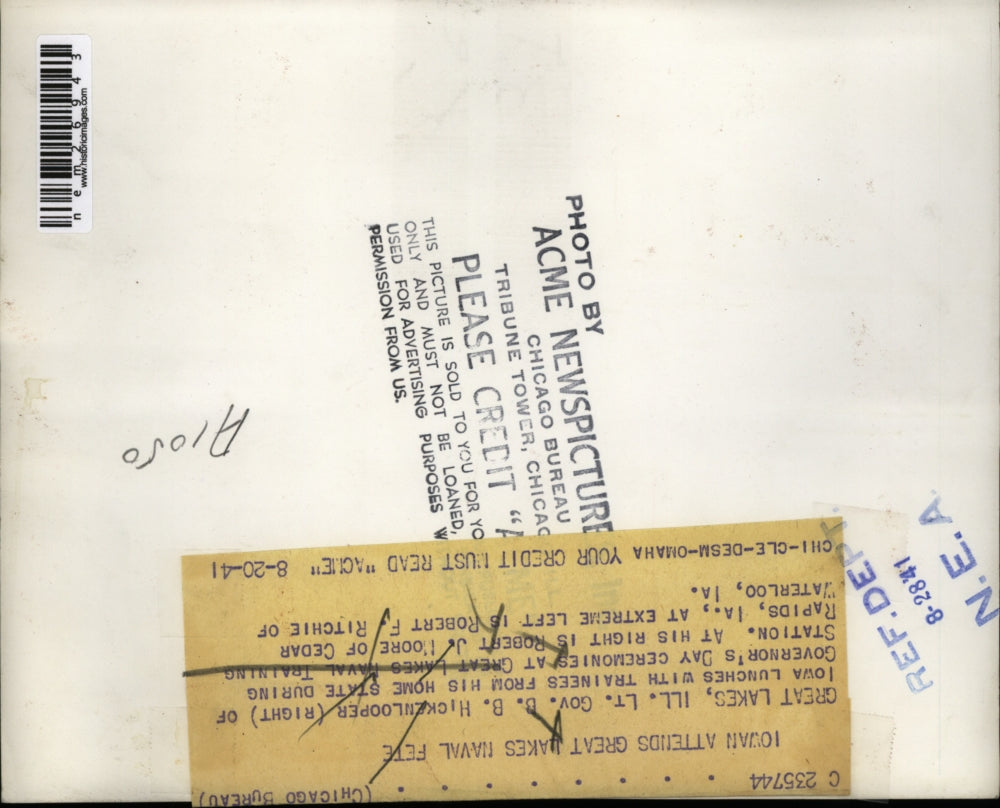 n e m 2 6 9 4 3
www.historicimages.com
PHOTO BY
ACME NEWSPICTURE
CHICAGO BUREAU
TRIBUNE TOWER, CHICAG
PLEASE CREDIT "A
THIS PICTURE IS SOLD TO YOU FOR YO
ONLY AND MUST NOT BE LOANED,
USED FOR ADVERTISING PURPOSES W
PERMISSION FROM US.
A1050
REF. DEPT.
8-28-41
N. E. A.
C 235744 . . . . . . . . (CHICAGO BUREAU)
IOWAN ATTENDS GREAT LAKES NAVAL FETE
GREAT LAKES, ILL. LT. GOV. B. B. HICKENLOOPER (RIGHT) OF
IOWA LUNCHES WITH TRAINEES FROM HIS HOME STATE DURING
GOVERNOR'S DAY CEREMONIES AT GREAT LAKES NAVAL TRAINING
STATION. AT HIS RIGHT IS ROBERT J. MOORE OF CEDAR
RAPIDS, IA., AT EXTREME LEFT IS ROBERT F. RITCHIE OF
WATERLOO, IA.
CHI-CLE-DESM-OMAHA YOUR CREDIT MUST READ "ACME" 8-20-41